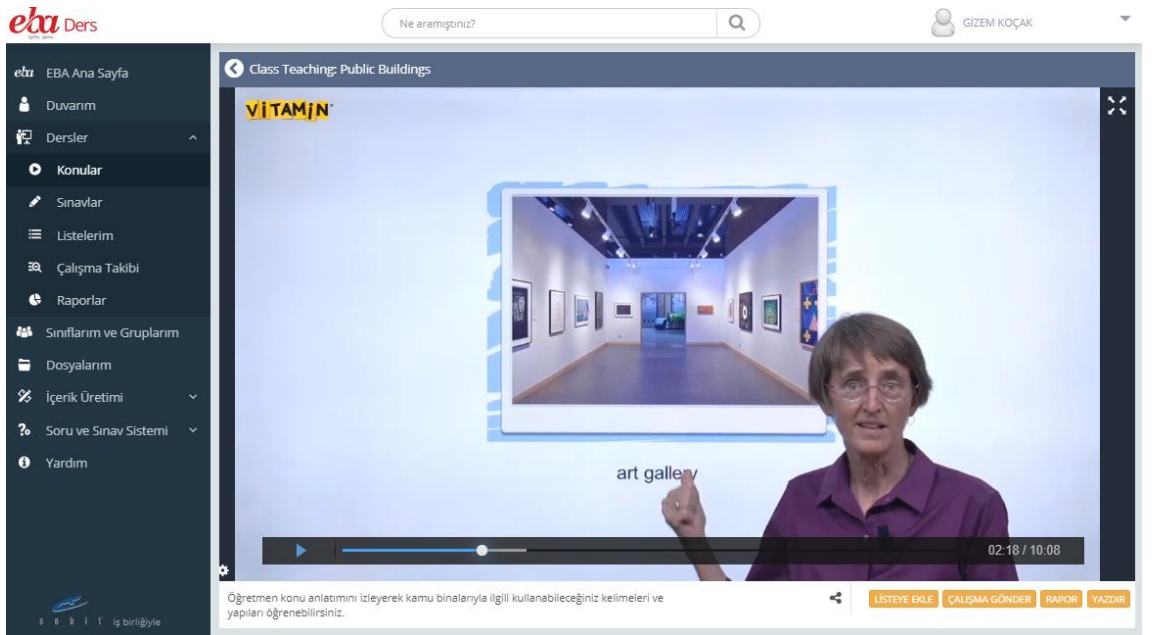 eba Ders
Ne aramıştınız?
GİZEM KOÇAK
eba EBA Ana Sayfa
Duvarım
Dersler
Konular
Sınavlar
Listelerim
Çalışma Takibi
Raporlar
Sınıflarım ve Gruplarım
Dosyalarım
İçerik Üretimi
Soru ve Sınav Sistemi
Yardım
SEBİT iş birliğiyle
Class Teaching: Public Buildings
VİTAMİN
art gallery
02:18 / 10:08
Öğretmen konu anlatımını izleyerek kamu binalarıyla ilgili kullanabileceğiniz kelimeleri ve
yapıları öğrenebilirsiniz.
LİSTEYE EKLE ÇALIŞMA GÖNDER RAPOR YAZDIR